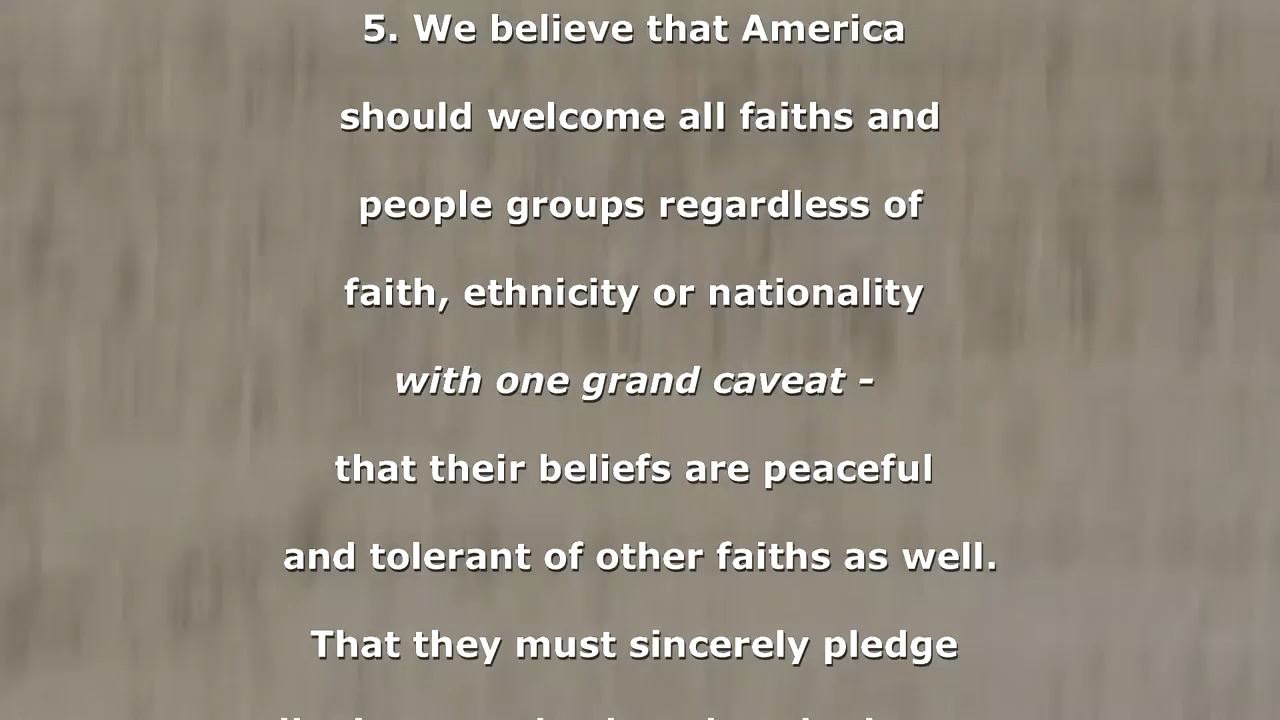 5. We believe that America
should welcome all faiths and
people groups regardless of
faith, ethnicity or nationality
with one grand caveat -
that their beliefs are peaceful
and tolerant of other faiths as well.
That they must sincerely pledge